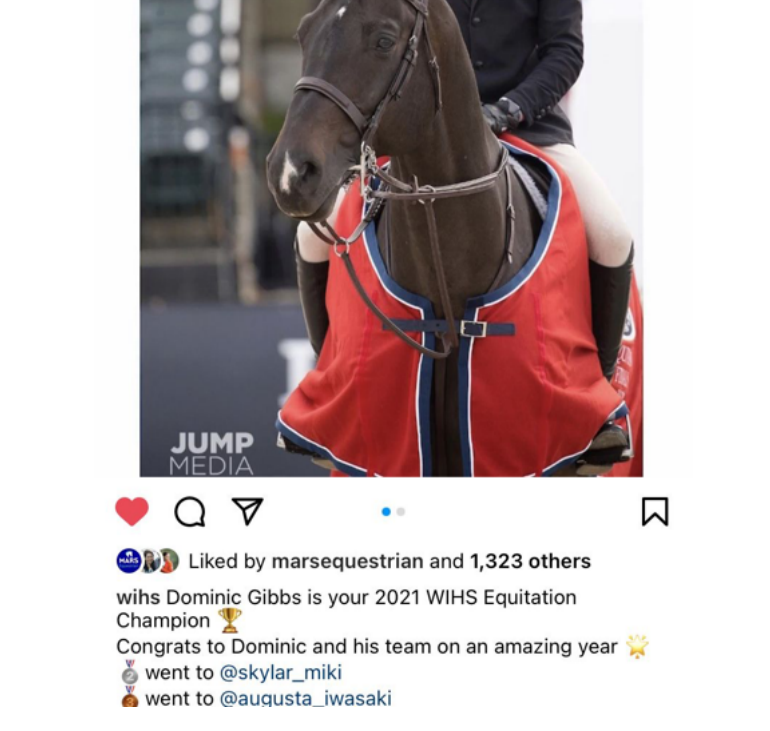 JUMP
MEDIA
MARS
Liked by marsequestrian and 1,323 others
wihs Dominic Gibbs is your 2021 WIHS Equitation
Champion 🏆
Congrats to Dominic and his team on an amazing year 🌟
🥈 went to @skylar_miki
🥉 went to @augusta_iwasaki